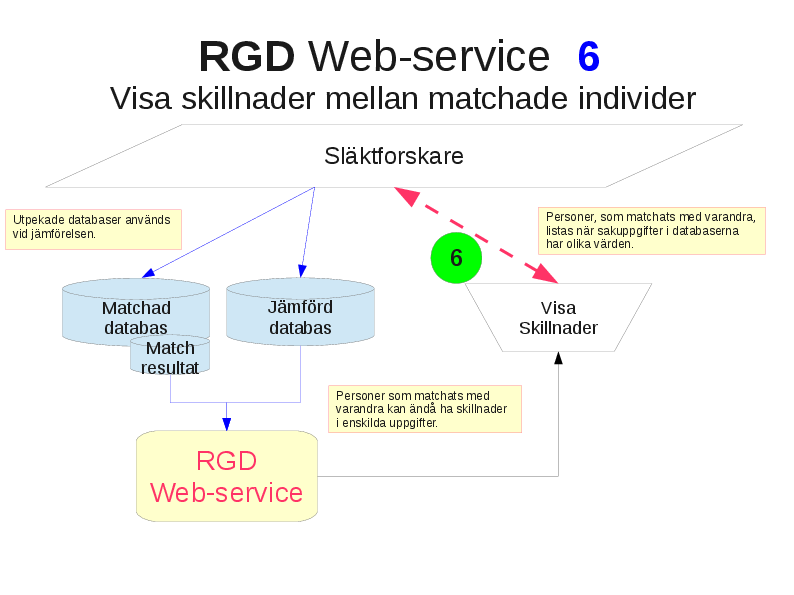 RGD Web-service 6
Visa skillnader mellan matchade individer
Släktforskare
Utpekade databaser används
vid jämförelsen.
Personer, som matchats med varandra,
listas när sakuppgifter i databaserna
har olika värden.
6
Matchad
databas
Match
resultat
Jämförd
databas
Visa
Skillnader
Personer som matchats med
varandra kan ändå ha skillnader
i enskilda uppgifter.
RGD
Web-service